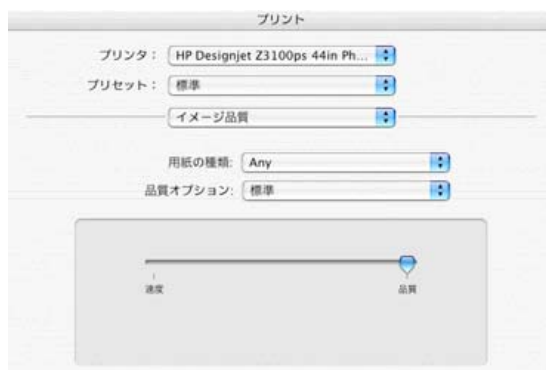 プリント
プリンタ： HP Designjet Z3100ps 44in Ph...
プリセット： 標準
イメージ品質
用紙の種類: Any
品質オプション: 標準
速度 品質